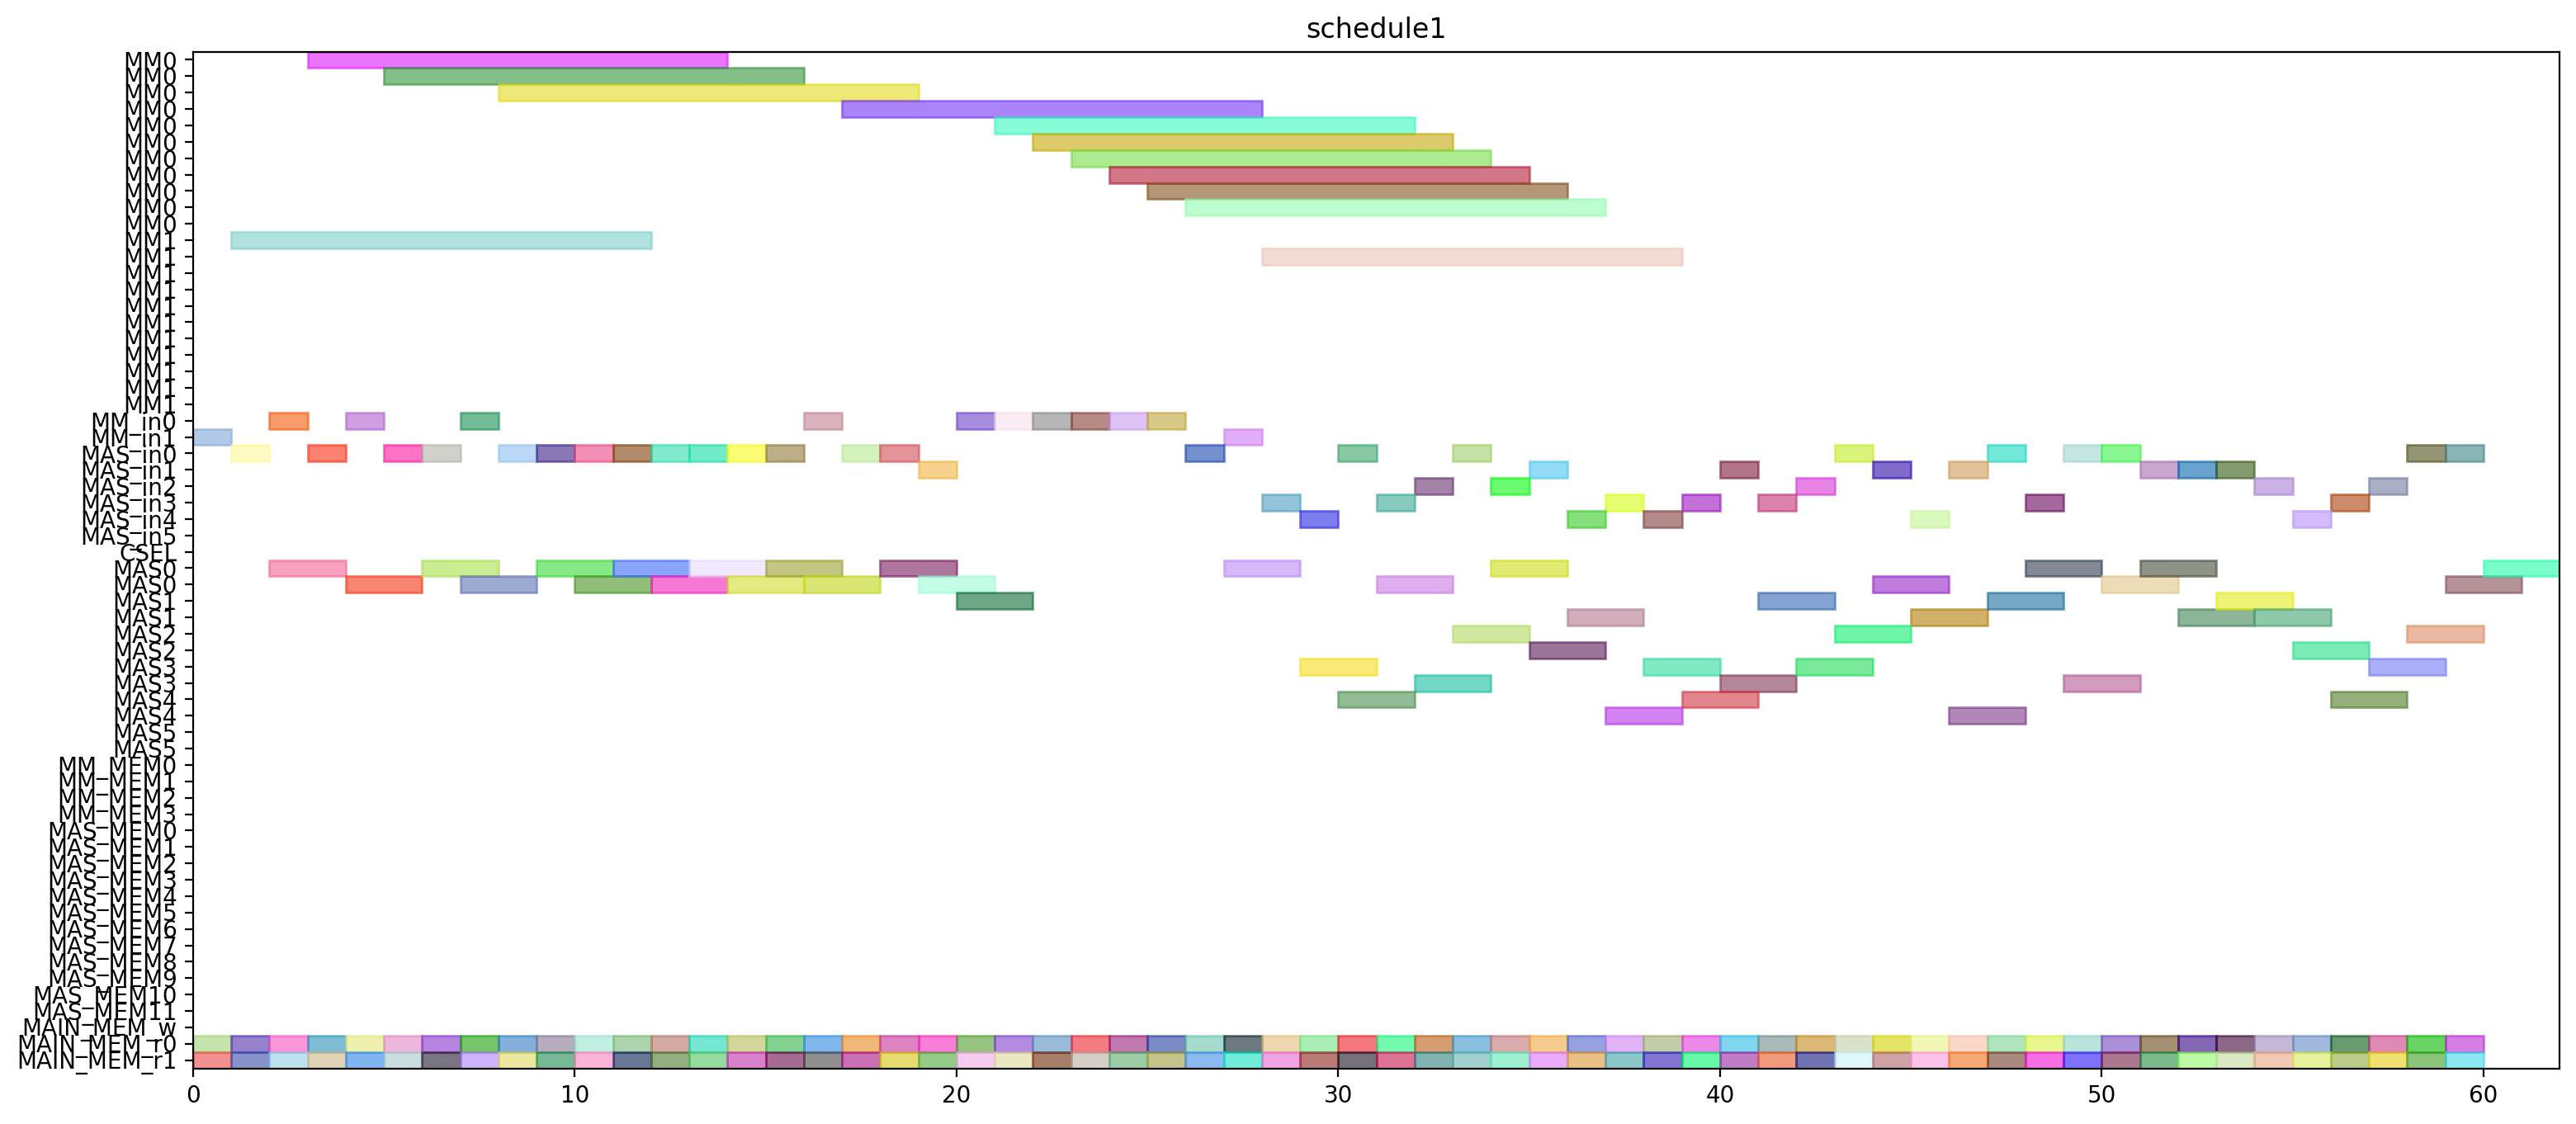 schedule1
MM0
MM0
MM0
MM0
MM0
MM0
MM0
MM0
MM0
MM0
MM0
MM1
MM1
MM1
MM1
MM1
MM1
MM1
MM1
MM1
MM1
MM1
MM_in0
MM_in1
MAS_in0
MAS_in1
MAS_in2
MAS_in3
MAS_in4
MAS_in5
CSEL
MAS0
MAS0
MAS1
MAS1
MAS2
MAS2
MAS3
MAS3
MAS4
MAS4
MAS5
MAS5
MM_MEM0
MM_MEM1
MM_MEM2
MM_MEM3
MAS_MEM0
MAS_MEM1
MAS_MEM2
MAS_MEM3
MAS_MEM4
MAS_MEM5
MAS_MEM6
MAS_MEM7
MAS_MEM8
MAS_MEM9
MAS_MEM10
MAS_MEM11
MAIN_MEM_w
MAIN_MEM_r0
MAIN_MEM_r1
0 10 20 30 40 50 60